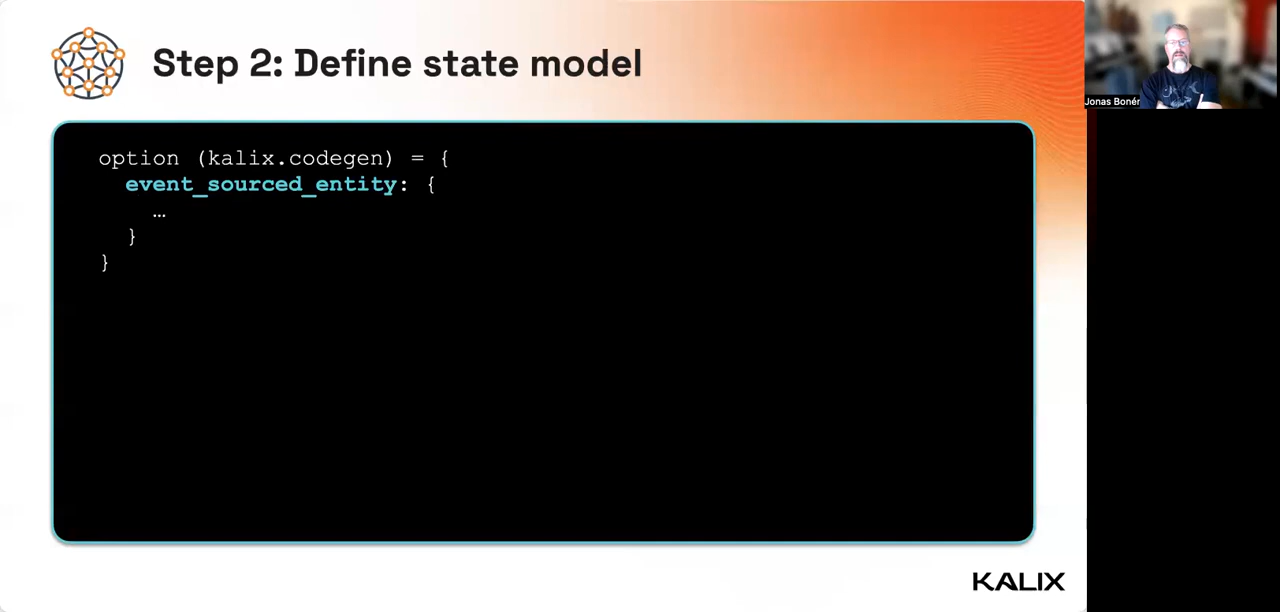 Step 2: Define state model
option (kalix.codegen) = {
event_sourced_entity: {
…
}
}
KALIX
Jonas Bonér